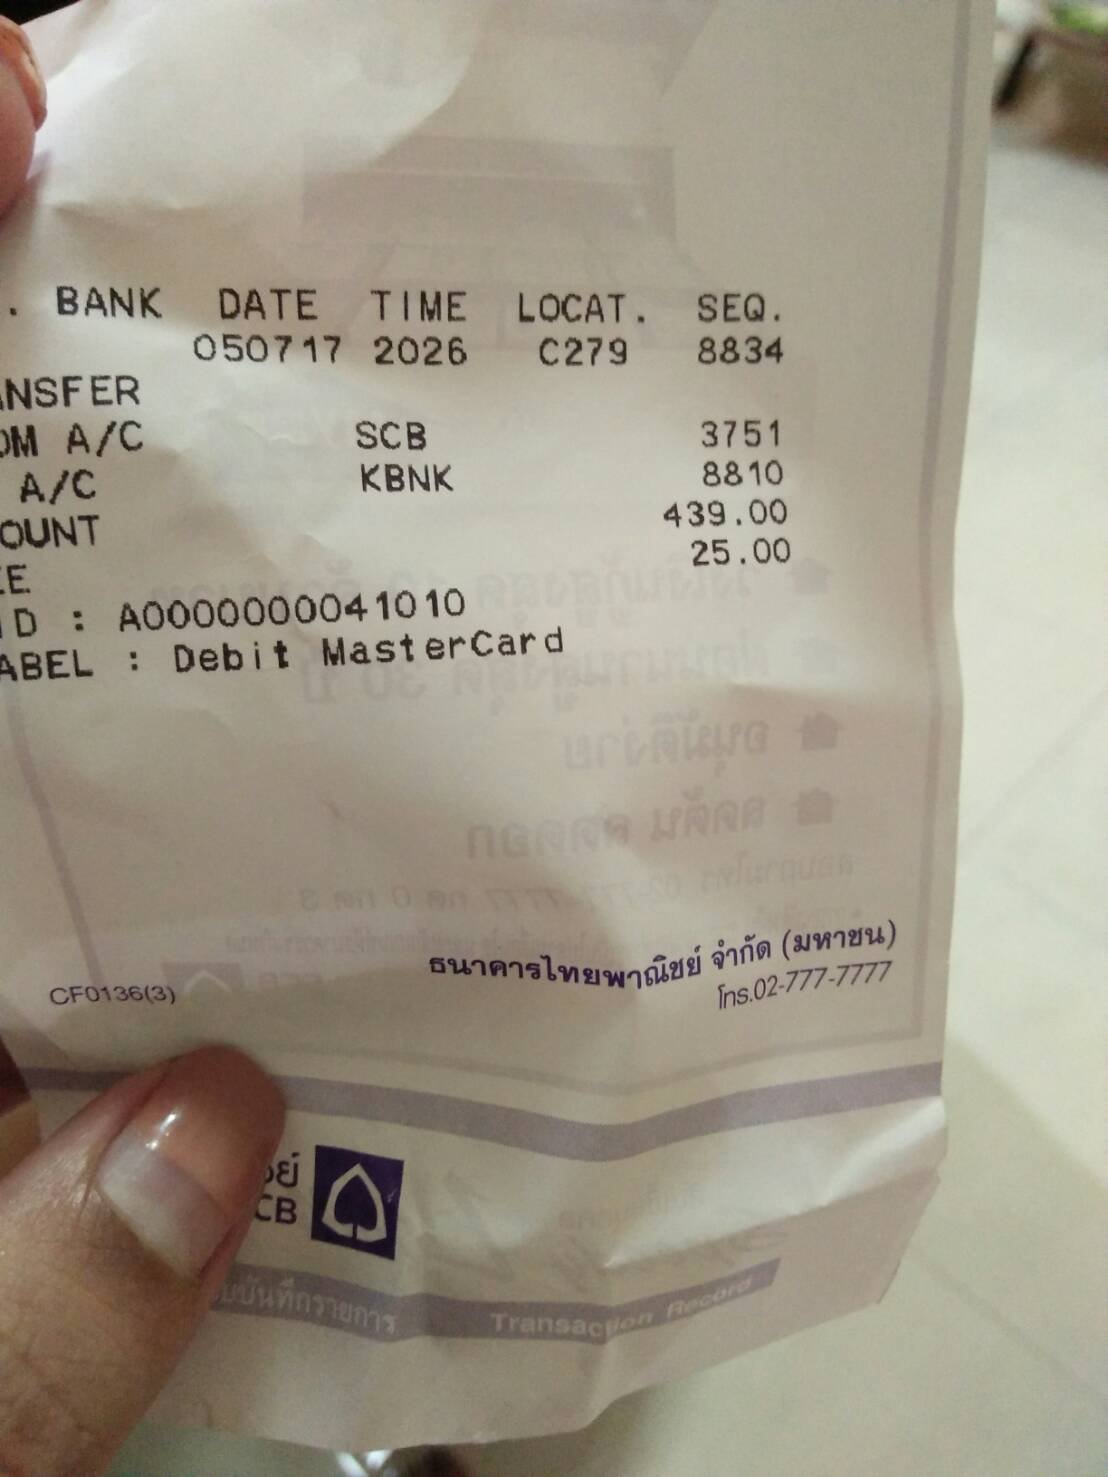 . BANK DATE TIME LOCAT. SEQ.
050717 2026 C279 8834
ANSFER
OM A/C SCB 3751
A/C KBNK 8810
OUNT 439.00
EE 25.00
ID : A0000000041010
ABEL : Debit MasterCard
ธนาคารไทยพาณิชย์ จำกัด (มหาชน)
CF0136(3) โทร.02-777-7777
CB
บันทึกรายการ Transaction Record